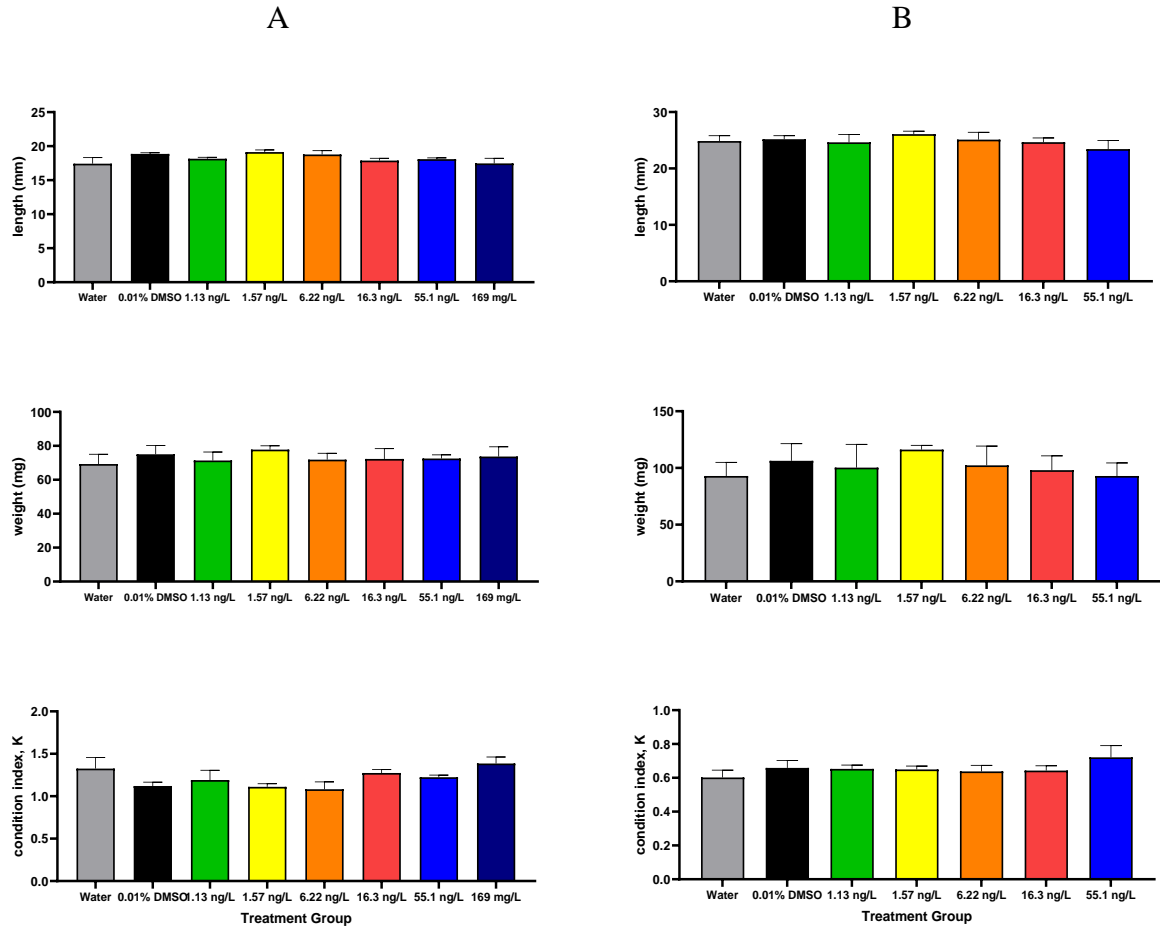 A
B
25
20
15
10
5
0
length (mm)
Water 0.01% DMSO 1.13 ng/L 1.57 ng/L 6.22 ng/L 16.3 ng/L 55.1 ng/L 169 mg/L
30
20
10
0
length (mm)
Water 0.01% DMSO 1.13 ng/L 1.57 ng/L 6.22 ng/L 16.3 ng/L 55.1 ng/L
100
80
60
40
20
0
weight (mg)
Water 0.01% DMSO 1.13 ng/L 1.57 ng/L 6.22 ng/L 16.3 ng/L 55.1 ng/L 169 mg/L
150
100
50
0
weight (mg)
Water 0.01% DMSO 1.13 ng/L 1.57 ng/L 6.22 ng/L 16.3 ng/L 55.1 ng/L
2.0
1.5
1.0
0.5
0.0
condition index, K
Water 0.01% DMSO 1.13 ng/L 1.57 ng/L 6.22 ng/L 16.3 ng/L 55.1 ng/L 169 mg/L
Treatment Group
1.0
0.8
0.6
0.4
0.2
0.0
condition index, K
Water 0.01% DMSO 1.13 ng/L 1.57 ng/L 6.22 ng/L 16.3 ng/L 55.1 ng/L
Treatment Group